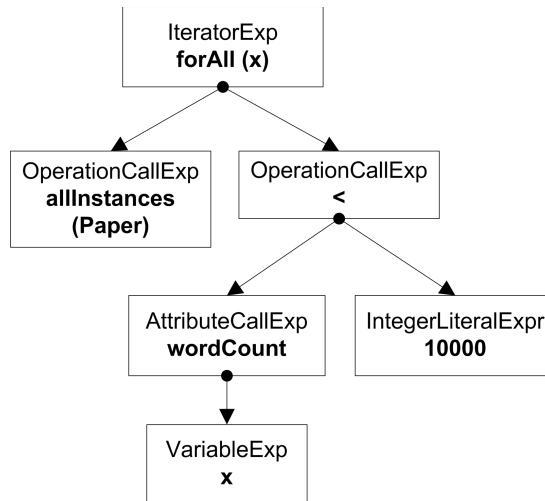 IteratorExp
forAll (x)
OperationCallExp
allInstances
(Paper)
OperationCallExp
<
AttributeCallExp
wordCount
IntegerLiteralExpr
10000
VariableExp
x